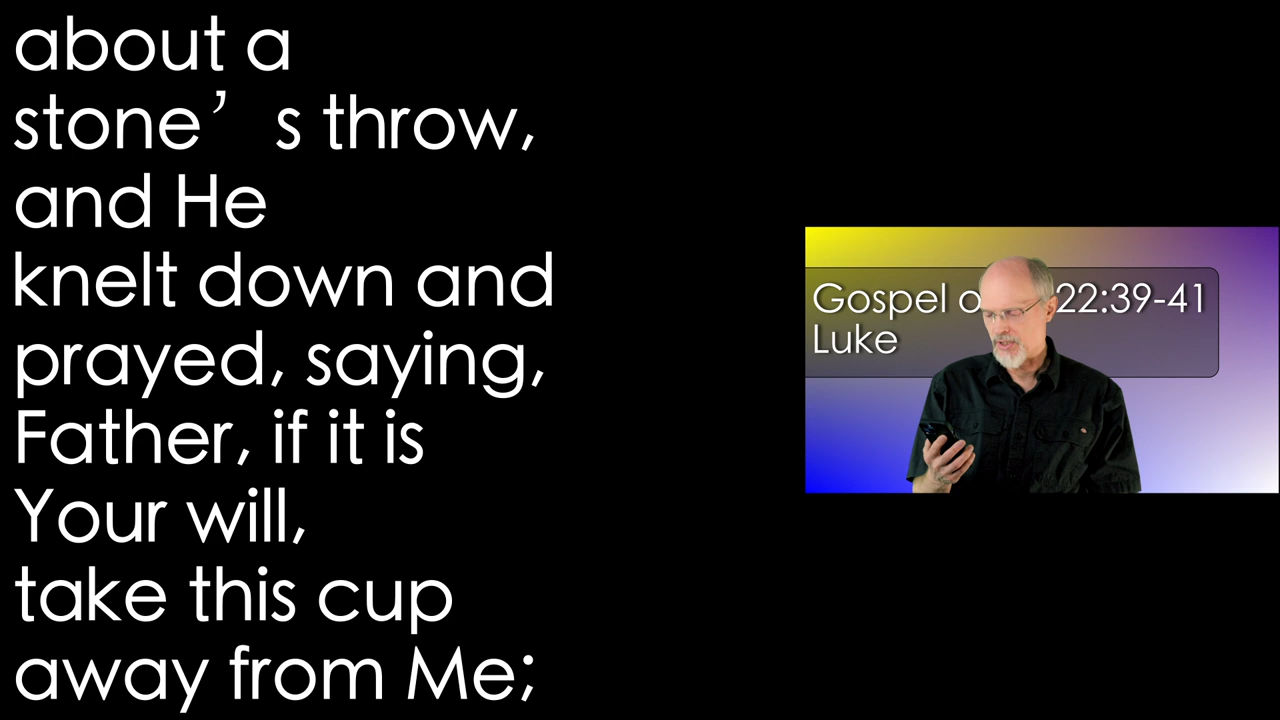 about a
stone’s throw,
and He
knelt down and
prayed, saying,
Father, if it is
Your will,
take this cup
away from Me;
Gospel o 22:39-41
Luke